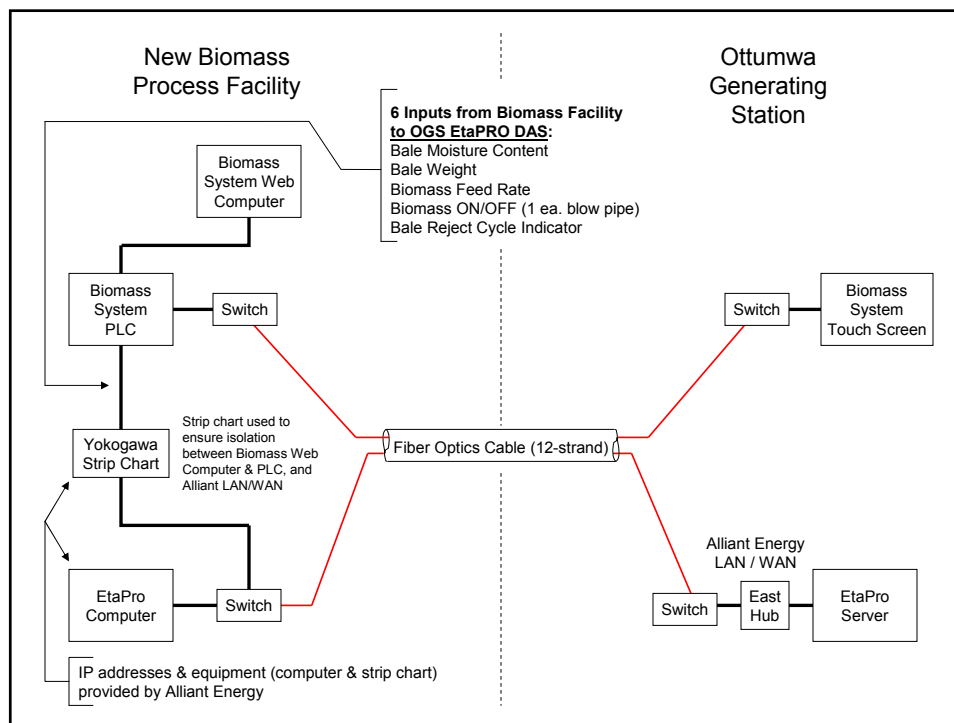 New Biomass
Process Facility
Ottumwa
Generating
Station
6 Inputs from Biomass Facility
to OGS EtaPRO DAS:
Bale Moisture Content
Bale Weight
Biomass Feed Rate
Biomass ON/OFF (1 ea. blow pipe)
Bale Reject Cycle Indicator
Biomass
System Web
Computer
Biomass
System
PLC
Switch
Switch
Biomass
System
Touch Screen
Yokogawa
Strip Chart
Strip chart used to
ensure isolation
between Biomass Web
Computer & PLC, and
Alliant LAN/WAN
Fiber Optics Cable (12-strand)
EtaPro
Computer
Switch
Alliant Energy
LAN / WAN
Switch
East
Hub
EtaPro
Server
IP addresses & equipment (computer & strip chart)
provided by Alliant Energy